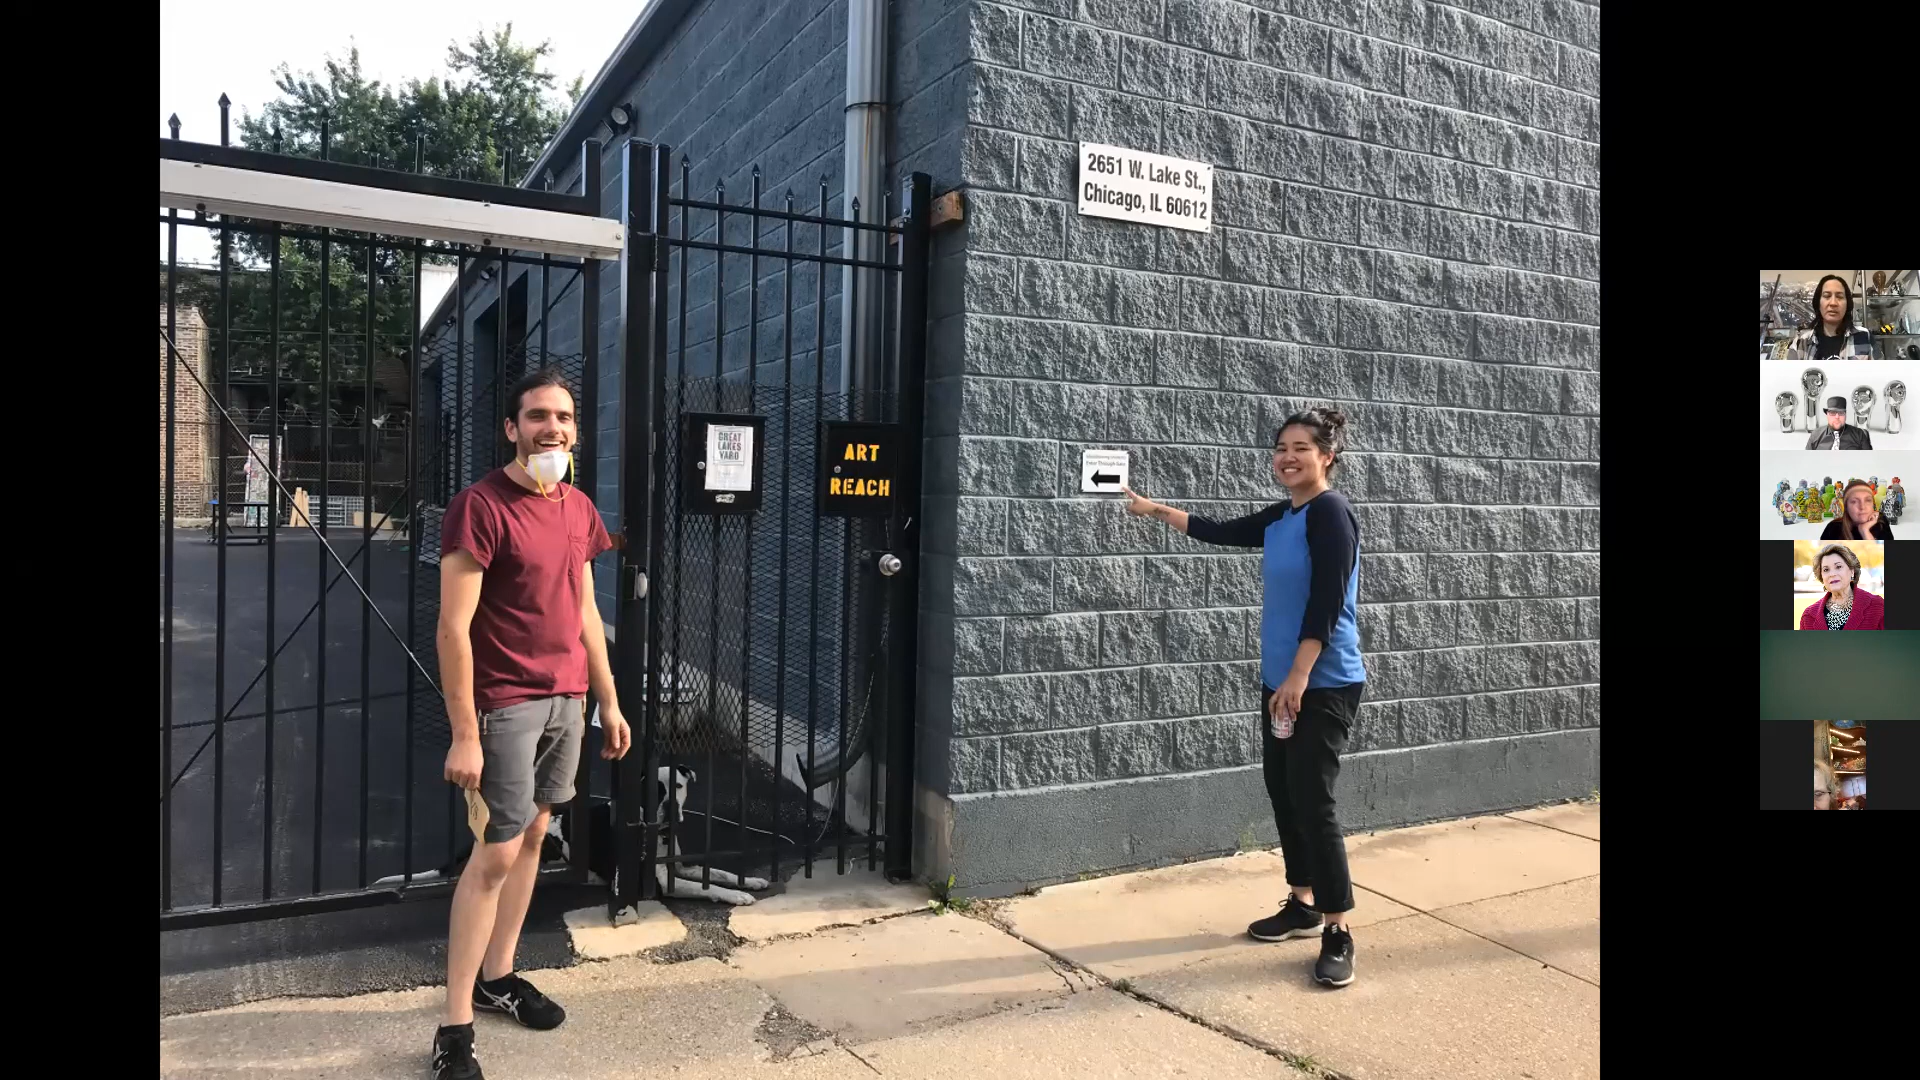 2651 W. Lake St.,
Chicago, IL 60612
GREAT
LAKES
YARD
ART
REACH